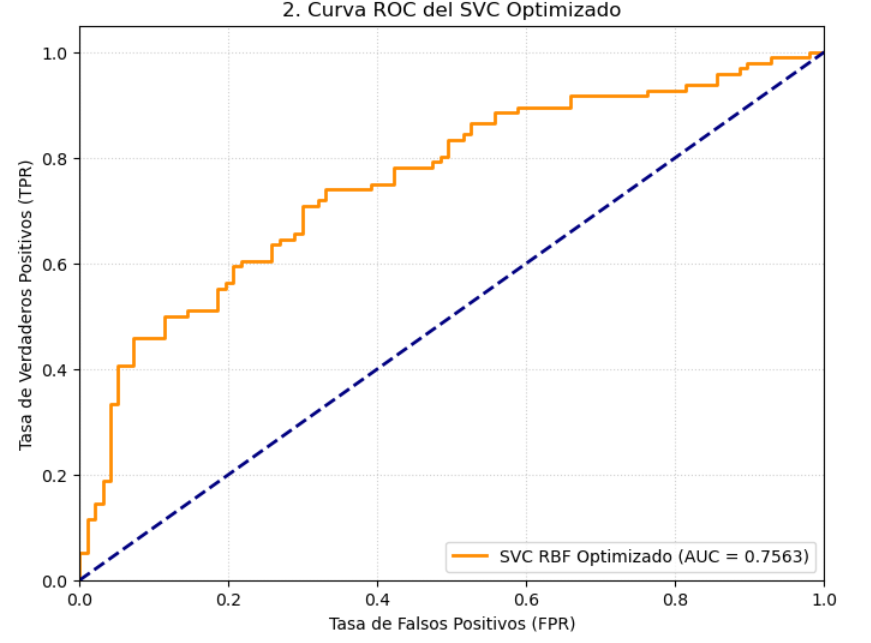 2. Curva ROC del SVC Optimizado
1.0
0.8
0.6
0.4
0.2
0.0
Tasa de Verdaderos Positivos (TPR)
SVC RBF Optimizado (AUC = 0.7563)
0.0 0.2 0.4 0.6 0.8 1.0
Tasa de Falsos Positivos (FPR)